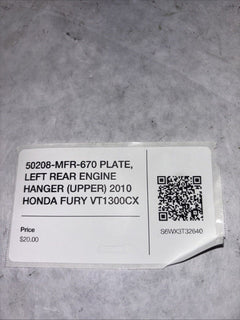 50208-MFR-670 PLATE,
LEFT REAR ENGINE
HANGER (UPPER) 2010
HONDA FURY VT1300CX
Price
$20.00
S6WX3T32640